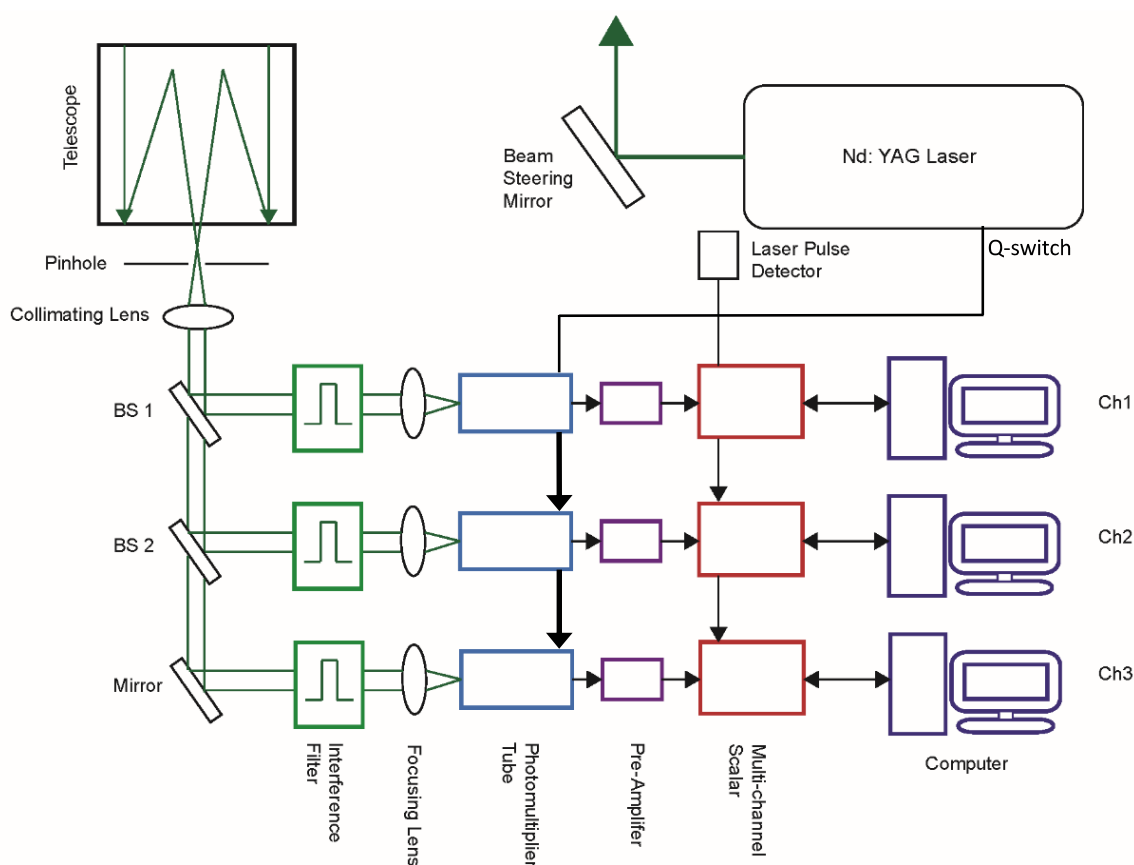 Telescope
Beam
Steering
Mirror
Nd: YAG Laser
Q-switch
Laser Pulse
Detector
Pinhole
Collimating Lens
BS 1
Ch1
BS 2
Ch2
Mirror
Ch3
Interference
Filter
Focusing Lens
Photomultiplier
Tube
Pre-Amplifer
Multi-channel
Scalar
Computer